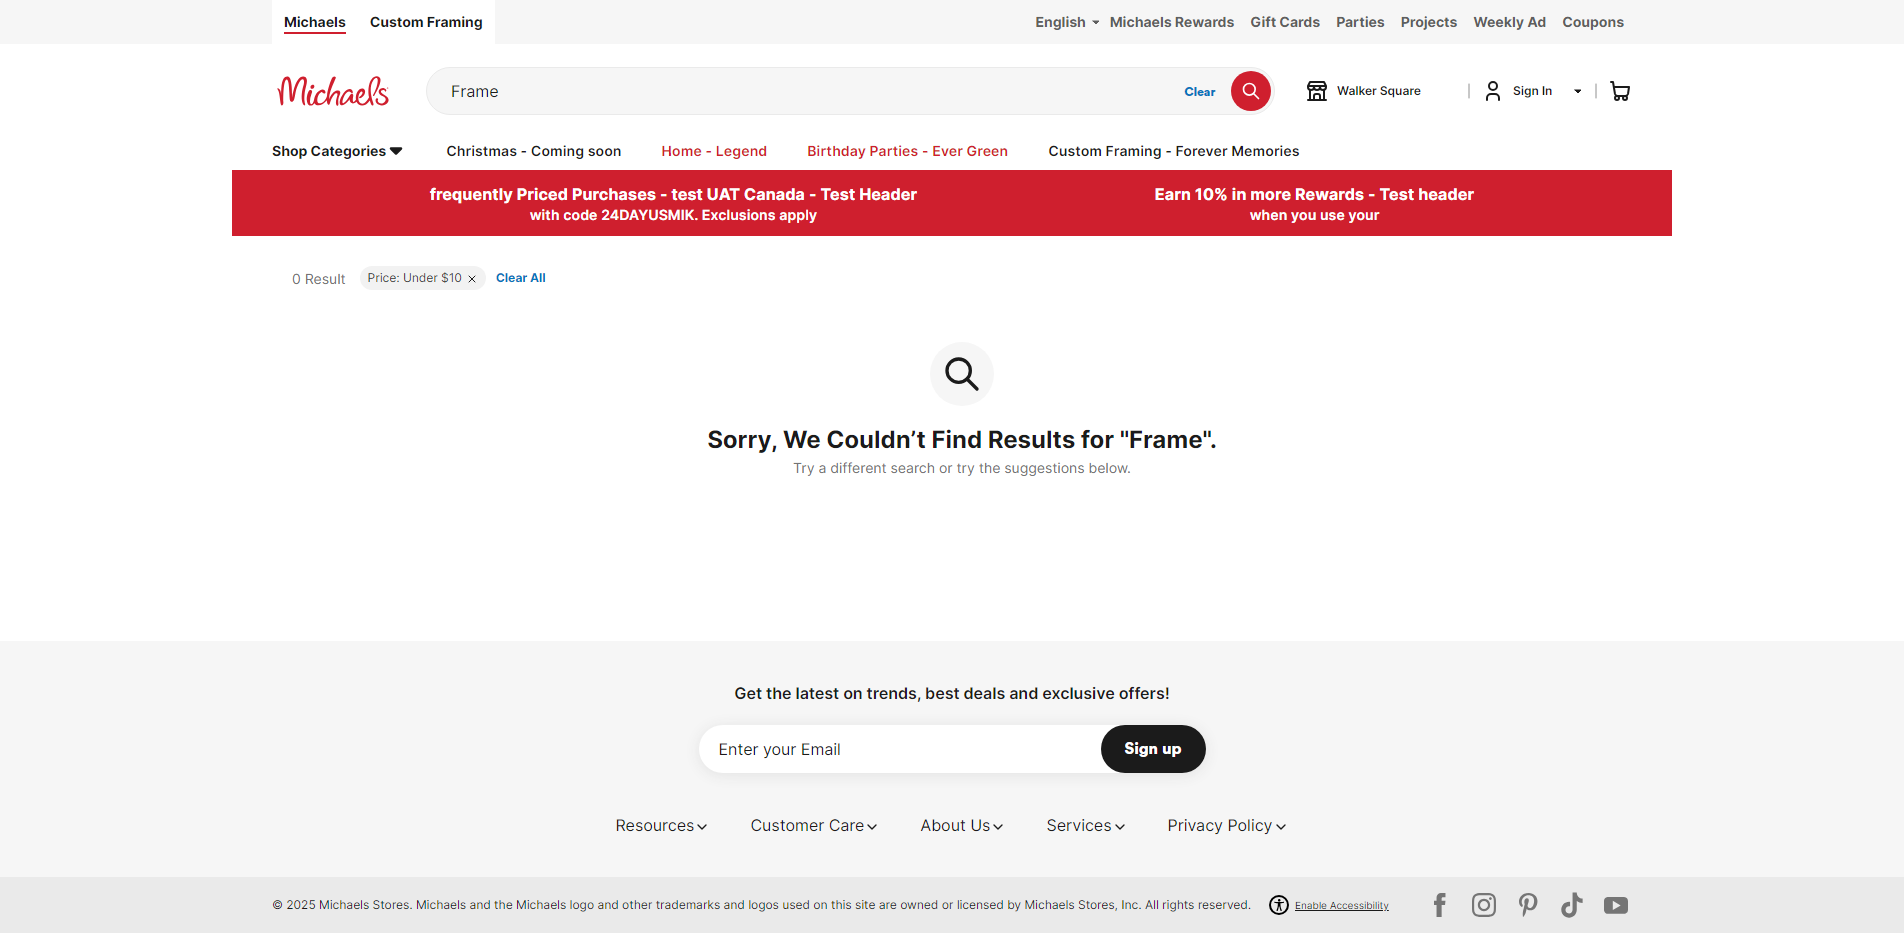 Michaels Custom Framing English Michaels Rewards Gift Cards Parties Projects Weekly Ad Coupons
Michaels Frame Clear Walker Square Sign In
Shop Categories Christmas - Coming soon Home - Legend Birthday Parties - Ever Green Custom Framing - Forever Memories
frequently Priced Purchases - test UAT Canada - Test Header
with code 24DAYUSMIK. Exclusions apply
Earn 10% in more Rewards - Test header
when you use your
0 Result Price: Under $10 Clear All
Sorry, We Couldn’t Find Results for "Frame".
Try a different search or try the suggestions below.
Get the latest on trends, best deals and exclusive offers!
Enter your Email Sign up
Resources Customer Care About Us Services Privacy Policy
© 2025 Michaels Stores. Michaels and the Michaels logo and other trademarks and logos used on this site are owned or licensed by Michaels Stores, Inc. All rights reserved. Enable Accessibility